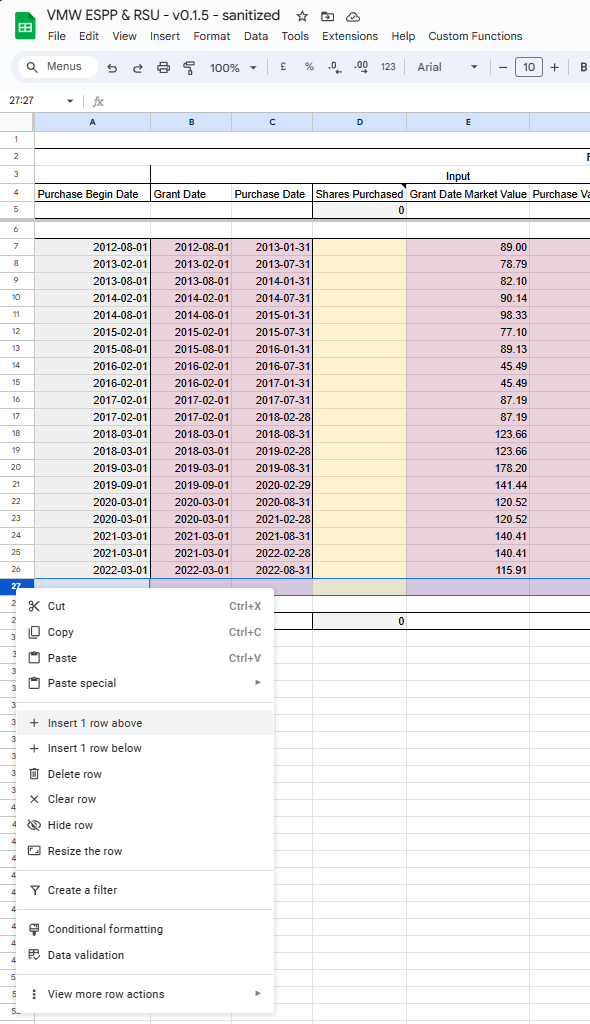 VMW ESPP & RSU - v0.1.5 - sanitized
File Edit View Insert Format Data Tools Extensions Help Custom Functions
Menus 100% £ % .0 .00 123 Arial 10 B
27:27 fx
A B C D E
1
2
3 Input
4 Purchase Begin Date Grant Date Purchase Date Shares Purchased Grant Date Market Value Purchase Va
5 0
6
7 2012-08-01 2012-08-01 2013-01-31 89.00
8 2013-02-01 2013-02-01 2013-07-31 78.79
9 2013-08-01 2013-08-01 2014-01-31 82.10
10 2014-02-01 2014-02-01 2014-07-31 90.14
11 2014-08-01 2014-08-01 2015-01-31 98.33
12 2015-02-01 2015-02-01 2015-07-31 77.10
13 2015-08-01 2015-08-01 2016-01-31 89.13
14 2016-02-01 2016-02-01 2016-07-31 45.49
15 2016-02-01 2016-02-01 2017-01-31 45.49
16 2017-02-01 2017-02-01 2017-07-31 87.19
17 2017-02-01 2017-02-01 2018-02-28 87.19
18 2018-03-01 2018-03-01 2018-08-31 123.66
19 2018-03-01 2018-03-01 2019-02-28 123.66
20 2019-03-01 2019-03-01 2019-08-31 178.20
21 2019-09-01 2019-09-01 2020-02-29 141.44
22 2020-03-01 2020-03-01 2020-08-31 120.52
23 2020-03-01 2020-03-01 2021-02-28 120.52
24 2021-03-01 2021-03-01 2021-08-31 140.41
25 2021-03-01 2021-03-01 2022-02-28 140.41
26 2022-03-01 2022-03-01 2022-08-31 115.91
27
0
Cut Ctrl+X
Copy Ctrl+C
Paste Ctrl+V
Paste special
Insert 1 row above
Insert 1 row below
Delete row
Clear row
Hide row
Resize the row
Create a filter
Conditional formatting
Data validation
View more row actions